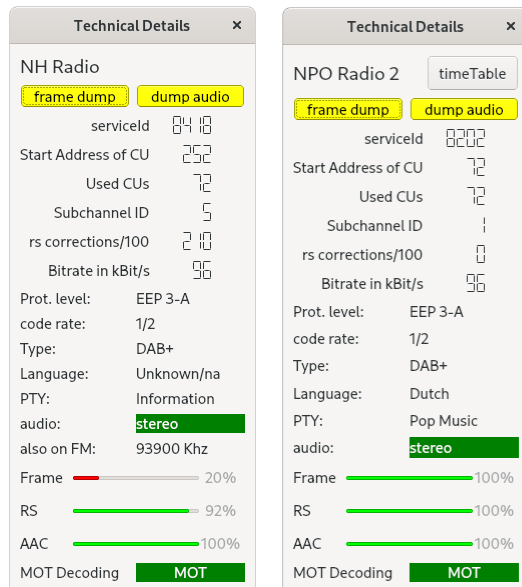 Technical Details ×
NH Radio
frame dump dump audio
serviceId 8418
Start Address of CU 252
Used CUs 72
Subchannel ID 5
rs corrections/100 210
Bitrate in kBit/s 96
Prot. level: EEP 3-A
code rate: 1/2
Type: DAB+
Language: Unknown/na
PTY: Information
audio: stereo
also on FM: 93900 Khz
Frame 20%
RS 92%
AAC 100%
MOT Decoding MOT
Technical Details ×
NPO Radio 2 timeTable
frame dump dump audio
serviceId 8202
Start Address of CU 72
Used CUs 72
Subchannel ID 1
rs corrections/100 0
Bitrate in kBit/s 96
Prot. level: EEP 3-A
code rate: 1/2
Type: DAB+
Language: Dutch
PTY: Pop Music
audio: stereo
Frame 100%
RS 100%
AAC 100%
MOT Decoding MOT